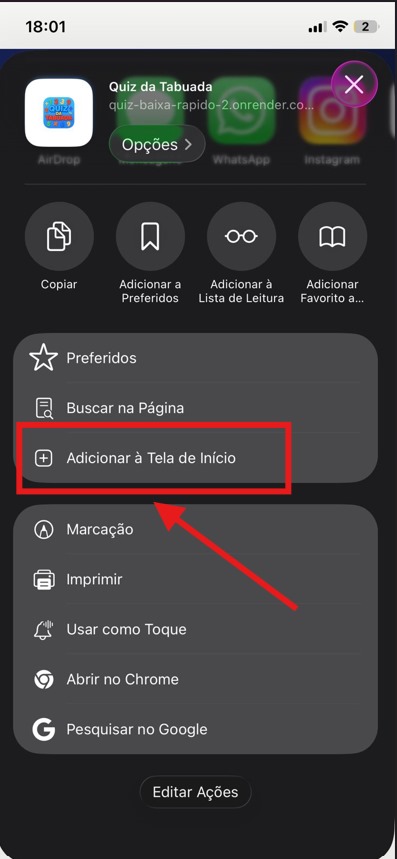 18:01
2
Quiz da Tabuada
quiz-baixa-rapido-2.onrender.co...
Opções
AirDrop
WhatsApp
Instagram
Copiar
Adicionar a
Preferidos
Adicionar à
Lista de Leitura
Adicionar
Favorito a...
Preferidos
Buscar na Página
Adicionar à Tela de Início
Marcação
Imprimir
Usar como Toque
Abrir no Chrome
Pesquisar no Google
Editar Ações